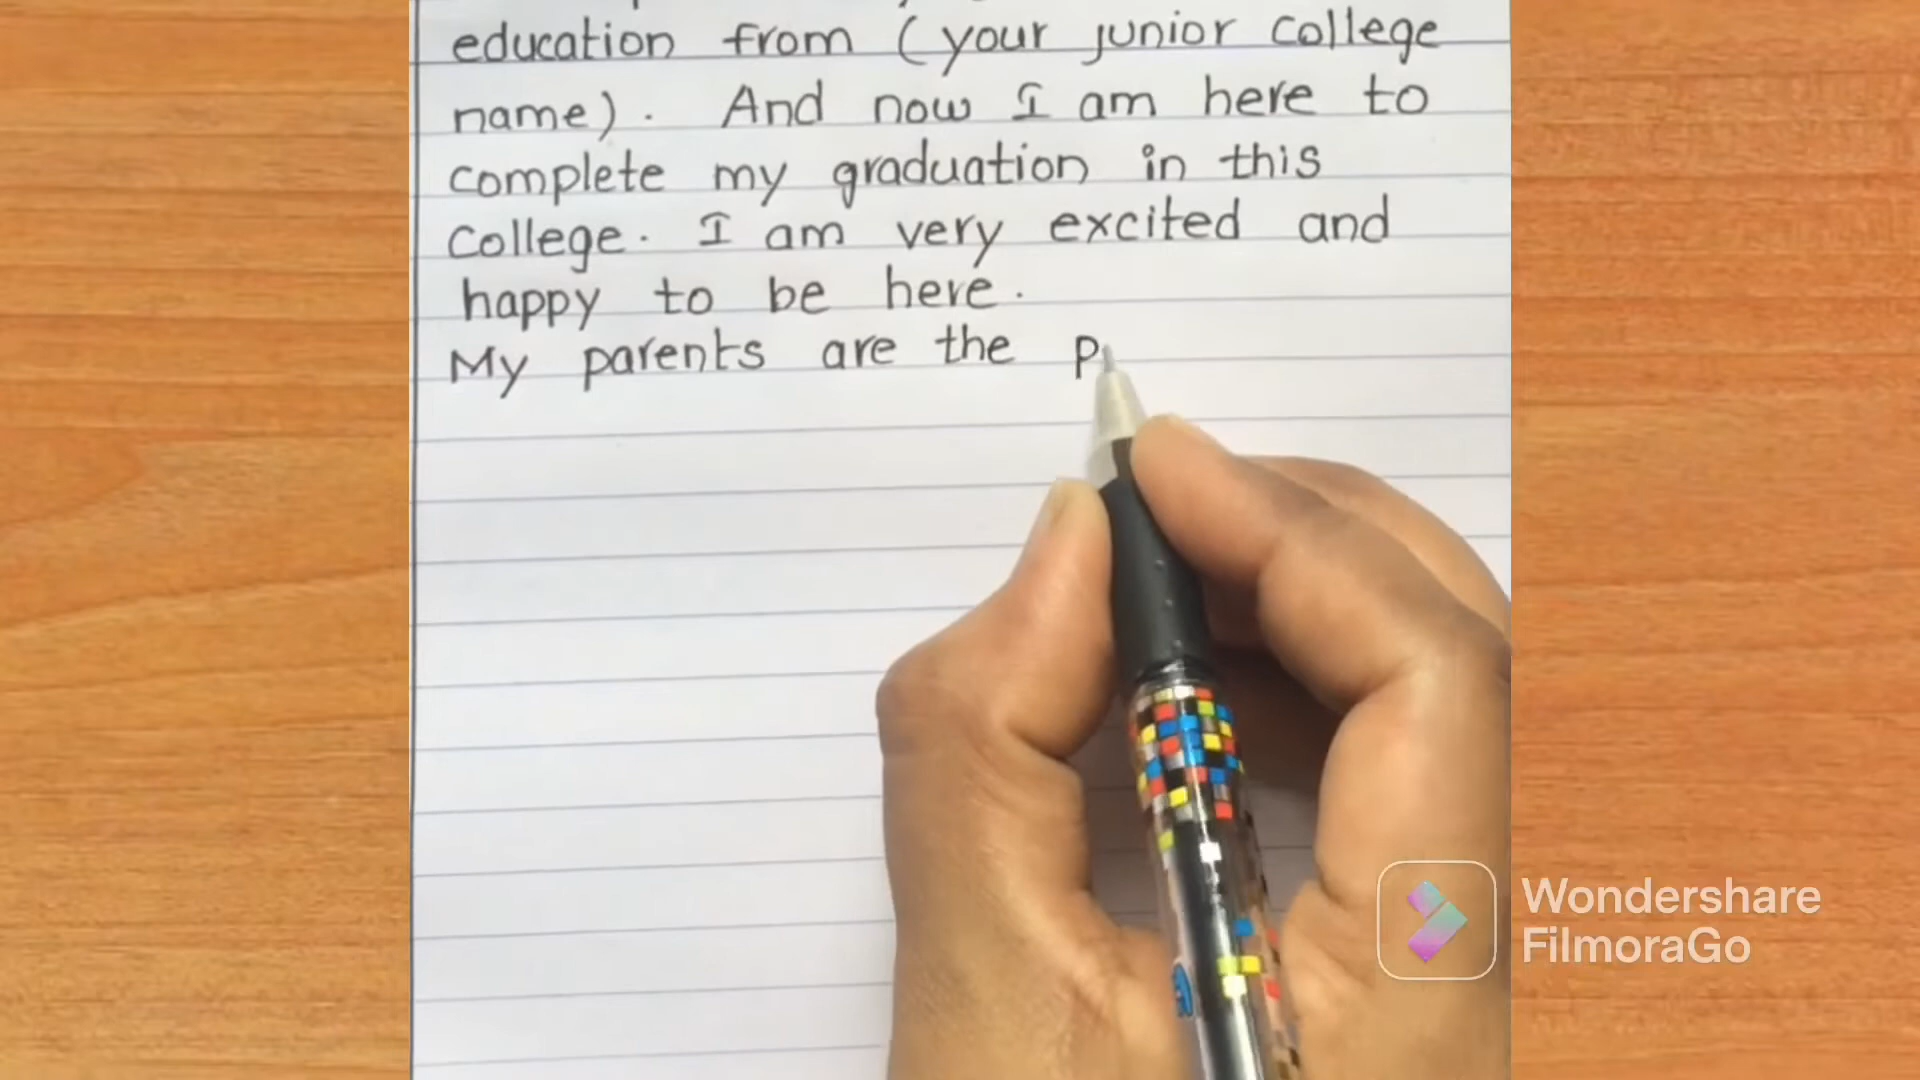 education from (your junior college
name). And now I am here to
complete my graduation in this
college. I am very excited and
happy to be here.
My parents are the p
Wondershare
FilmoraGo